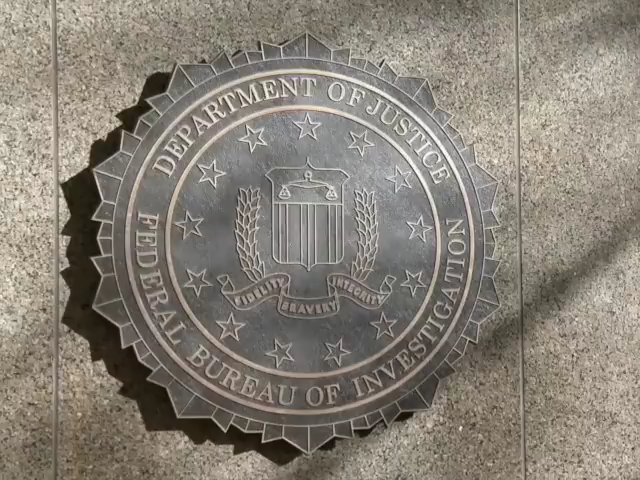 DEPARTMENT OF JUSTICE
FIDELITY BRAVERY INTEGRITY
FEDERAL BUREAU OF INVESTIGATION